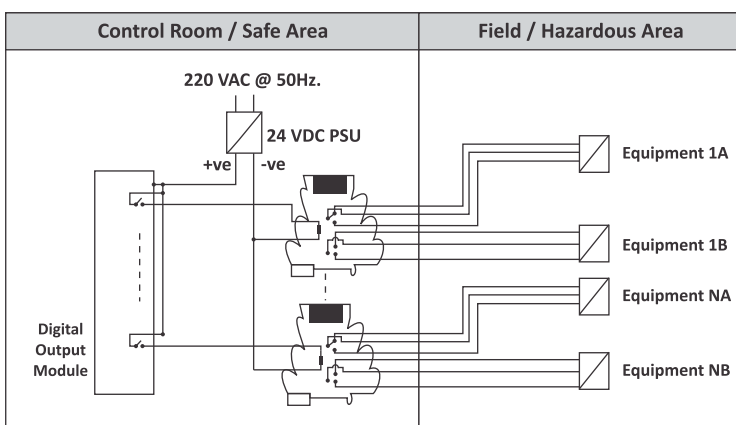 Control Room / Safe Area
Field / Hazardous Area
220 VAC @ 50Hz.
24 VDC PSU
+ve
-ve
Equipment 1A
Equipment 1B
Equipment NA
Equipment NB
Digital
Output
Module